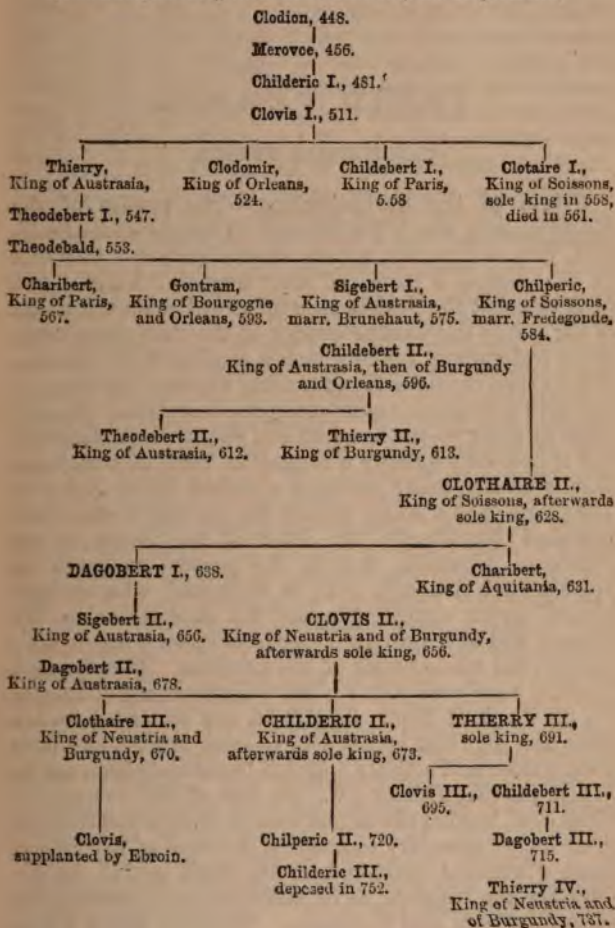 Clodion, 448.
Merovee, 456.
Childeric I., 481.
Clovis I., 511.
Thierry,
King of Austrasia,
Clodomir,
King of Orleans,
524.
Childebert I.,
King of Paris,
5.58
Clotaire I.,
King of Soissons,
sole king in 558,
died in 561.
Theodebert I., 547.
Theodebald, 553.
Charibert,
King of Paris,
567.
Gontram,
King of Bourgogne
and Orleans, 593.
Sigebert I.,
King of Austrasia,
marr. Brunehaut, 575.
Chilperic,
King of Soissons,
marr. Fredegonde,
584.
Childebert II.,
King of Austrasia, then of Burgundy
and Orleans, 596.
Theodebert II.,
King of Austrasia, 612.
Thierry II.,
King of Burgundy, 613.
CLOTHAIRE II.,
King of Soissons, afterwards
sole king, 628.
DAGOBERT I., 638.
Charibert,
King of Aquitania, 631.
Sigebert II.,
King of Austrasia, 656.
CLOVIS II.,
King of Neustria and of Burgundy,
afterwards sole king, 656.
Dagobert II.,
King of Austrasia, 678.
Clothaire III.,
King of Neustria and
Burgundy, 670.
CHILDERIC II.,
King of Austrasia,
afterwards sole king, 673.
THIERRY III.,
sole king, 691.
Clovis III.,
695.
Childebert III.,
711.
Clovis,
supplanted by Ebroin.
Chilperic II., 720.
Dagobert III.,
715.
Childeric III.,
deposed in 752.
Thierry IV.,
King of Neustria and
of Burgundy, 737.